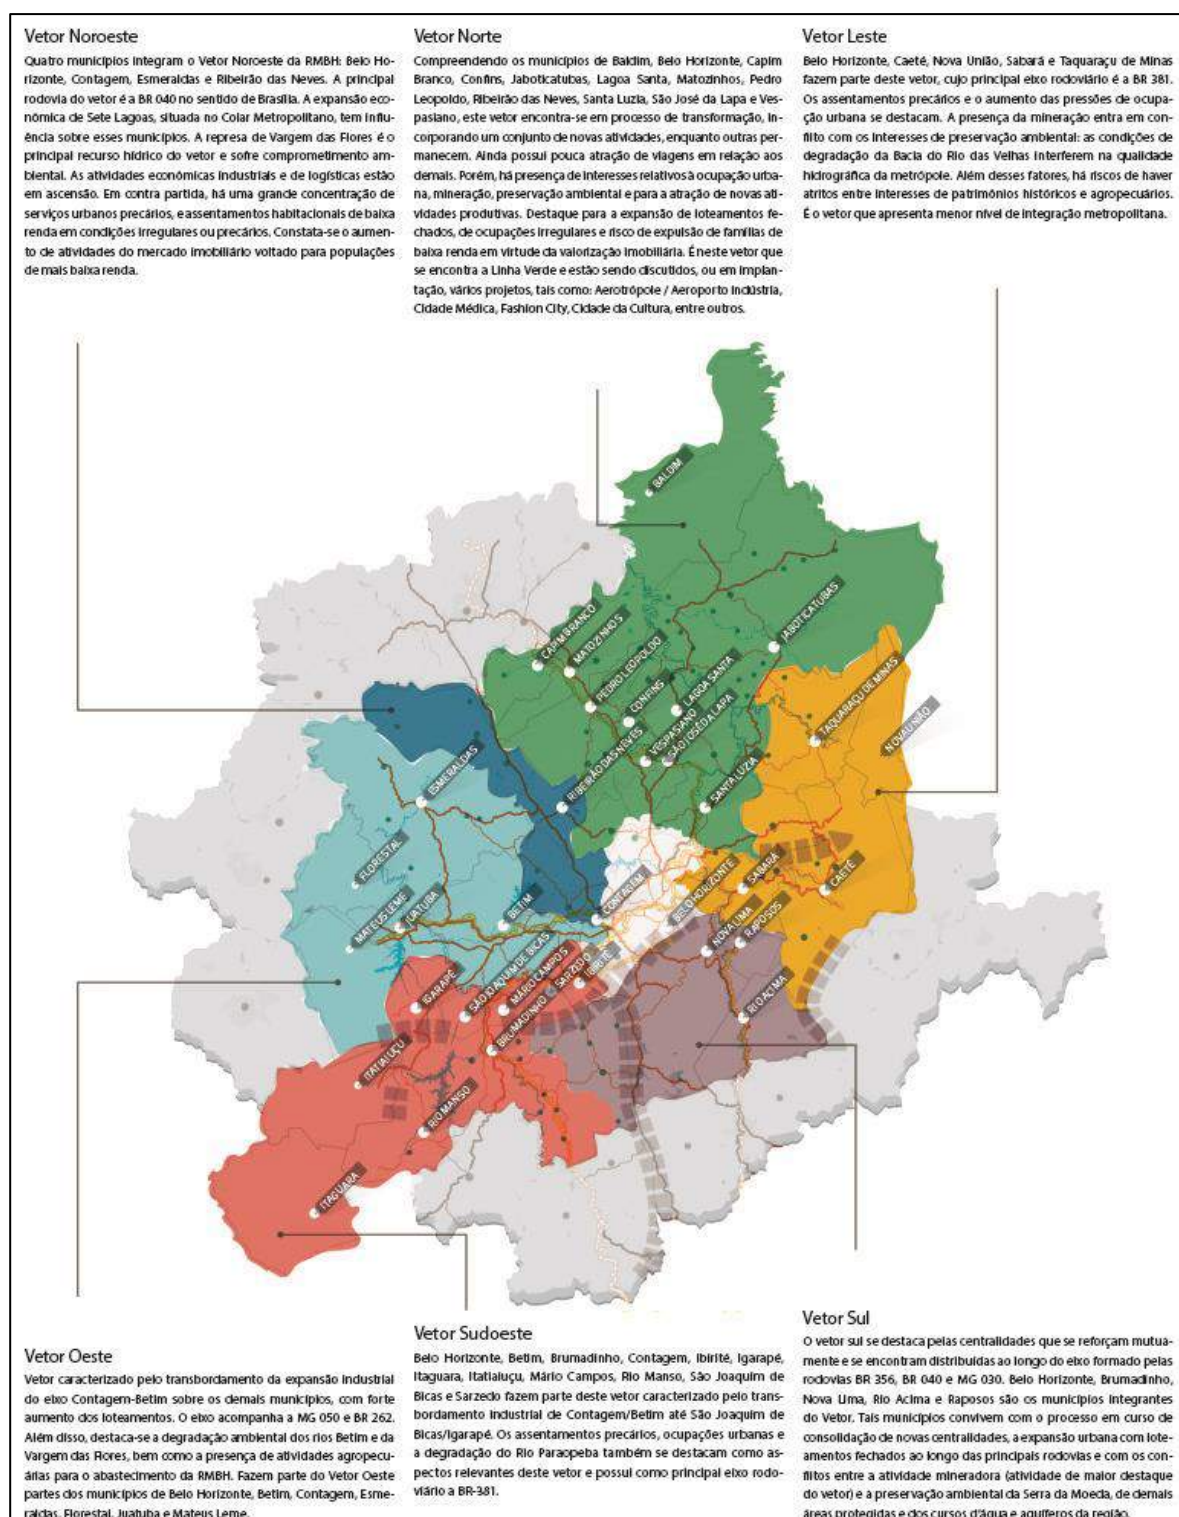 Vetor Noroeste
Quatro municípios integram o Vetor Noroeste da RMBH: Belo Ho-
rizonte, Contagem, Esmeraldas e Ribeirão das Neves. A principal
rodovia do vetor é a BR 040 no sentido de Brasília. A expansão eco-
nômica de Sete Lagoas, situada no Colar Metropolitano, tem influ-
ência sobre esses municípios. A represa de Vargem das Flores é o
principal recurso hídrico do vetor e sofre comprometimento am-
biental. As atividades econômicas industriais e de logísticas estão
em ascensão. Em contra partida, há uma grande concentração de
serviços urbanos precários, e assentamentos habitacionais de baixa
renda em condições irregulares ou precários. Constata-se o aumen-
to de atividades do mercado imobiliário voltado para populações
de mais baixa renda.
Vetor Norte
Compreendendo os municípios de Baldim, Belo Horizonte, Capim
Branco, Confins, Jaboticatubas, Lagoa Santa, Matozinhos, Pedro
Leopoldo, Ribeirão das Neves, Santa Luzia, São José da Lapa e Ves-
pasiano, este vetor encontra-se em processo de transformação, in-
corporando um conjunto de novas atividades, enquanto outras per-
manecem. Ainda possui pouca atração de viagens em relação aos
demais. Porém, há presença de interesses relativos à ocupação urba-
na, mineração, preservação ambiental e para a atração de novas ati-
vidades produtivas. Destaque para a expansão de loteamentos fe-
chados, de ocupações irregulares e risco de expulsão de famílias de
baixa renda em virtude da valorização imobiliária. É neste vetor que
se encontra a Linha Verde e estão sendo discutidos, ou em implan-
tação, vários projetos, tais como: Aerotrópole / Aeroporto Indústria,
Cidade Médica, Fashion City, Cidade da Cultura, entre outros.
Vetor Leste
Belo Horizonte, Caeté, Nova União, Sabará e Taquaraçu de Minas
fazem parte deste vetor, cujo principal eixo rodoviário é a BR 381.
Os assentamentos precários e o aumento das pressões de ocupa-
ção urbana se destacam. A presença da mineração entra em con-
flito com os interesses de preservação ambiental: as condições de
degradação da Bacia do Rio das Velhas interferem na qualidade
hidrográfica da metrópole. Além desses fatores, há riscos de haver
atritos entre interesses de patrimônios históricos e agropecuários.
É o vetor que apresenta menor nível de integração metropolitana.
BALDIM
JABOTICATUBAS
CAPIM BRANCO
MATOZINHOS
PEDRO LEOPOLDO
CONFINS
LAGOA SANTA
TAQUARAÇU DE MINAS
NOVA UNIÃO
VESPASIANO
SÃO JOSÉ DA LAPA
RIBEIRÃO DAS NEVES
SANTA LUZIA
ESMERALDAS
FLORESTAL
MATEUS LEME
JUATUBA
BETIM
CONTAGEM
BELO HORIZONTE
SABARÁ
CAETÉ
NOVA LIMA
RAPOSOS
RIO ACIMA
IGARAPÉ
SÃO JOAQUIM DE BICAS
MÁRIO CAMPOS
SARZEDO
IBIRITÉ
BRUMADINHO
ITATIAIUÇU
RIO MANSO
ITAGUARA
Vetor Oeste
Vetor caracterizado pelo transbordamento da expansão industrial
do eixo Contagem-Betim sobre os demais municípios, com forte
aumento dos loteamentos. O eixo acompanha a MG 050 e BR 262.
Além disso, destaca-se a degradação ambiental dos rios Betim e da
Vargem das Flores, bem como a presença de atividades agropecu-
árias para o abastecimento da RMBH. Fazem parte do Vetor Oeste
partes dos municípios de Belo Horizonte, Betim, Contagem, Esme-
raldas, Florestal, Juatuba e Mateus Leme.
Vetor Sudoeste
Belo Horizonte, Betim, Brumadinho, Contagem, Ibirité, Igarapé,
Itaguara, Itatiaiuçu, Mário Campos, Rio Manso, São Joaquim de
Bicas e Sarzedo fazem parte deste vetor caracterizado pelo trans-
bordamento industrial de Contagem/Betim até São Joaquim de
Bicas/Igarapé. Os assentamentos precários, ocupações urbanas e
a degradação do Rio Paraopeba também se destacam como as-
pectos relevantes deste vetor e possui como principal eixo rodo-
viário a BR-381.
Vetor Sul
O vetor sul se destaca pelas centralidades que se reforçam mutua-
mente e se encontram distribuídas ao longo do eixo formado pelas
rodovias BR 356, BR 040 e MG 030. Belo Horizonte, Brumadinho,
Nova Lima, Rio Acima e Raposos são os municípios integrantes
do Vetor. Tais municípios convivem com o processo em curso de
consolidação de novas centralidades, a expansão urbana com lote-
amentos fechados ao longo das principais rodovias e com os con-
flitos entre a atividade mineradora (atividade de maior destaque
do vetor) e a preservação ambiental da Serra da Moeda, de demais
áreas protegidas e dos cursos d'água e aquíferos da região.